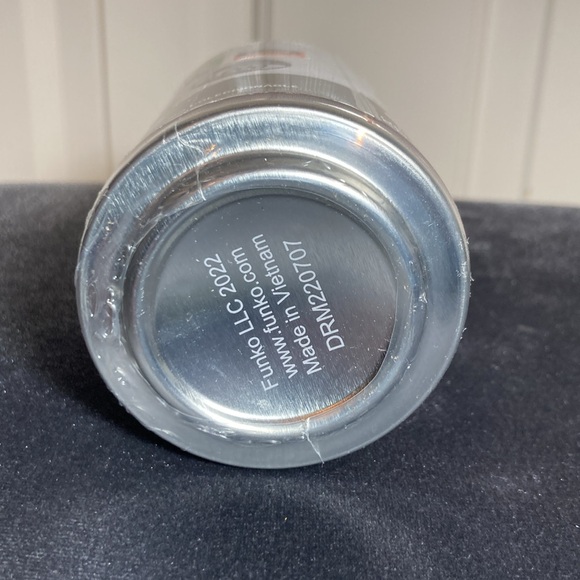 Funko LLC 2022
www.funko.com
Made in Vietnam
DRM220707